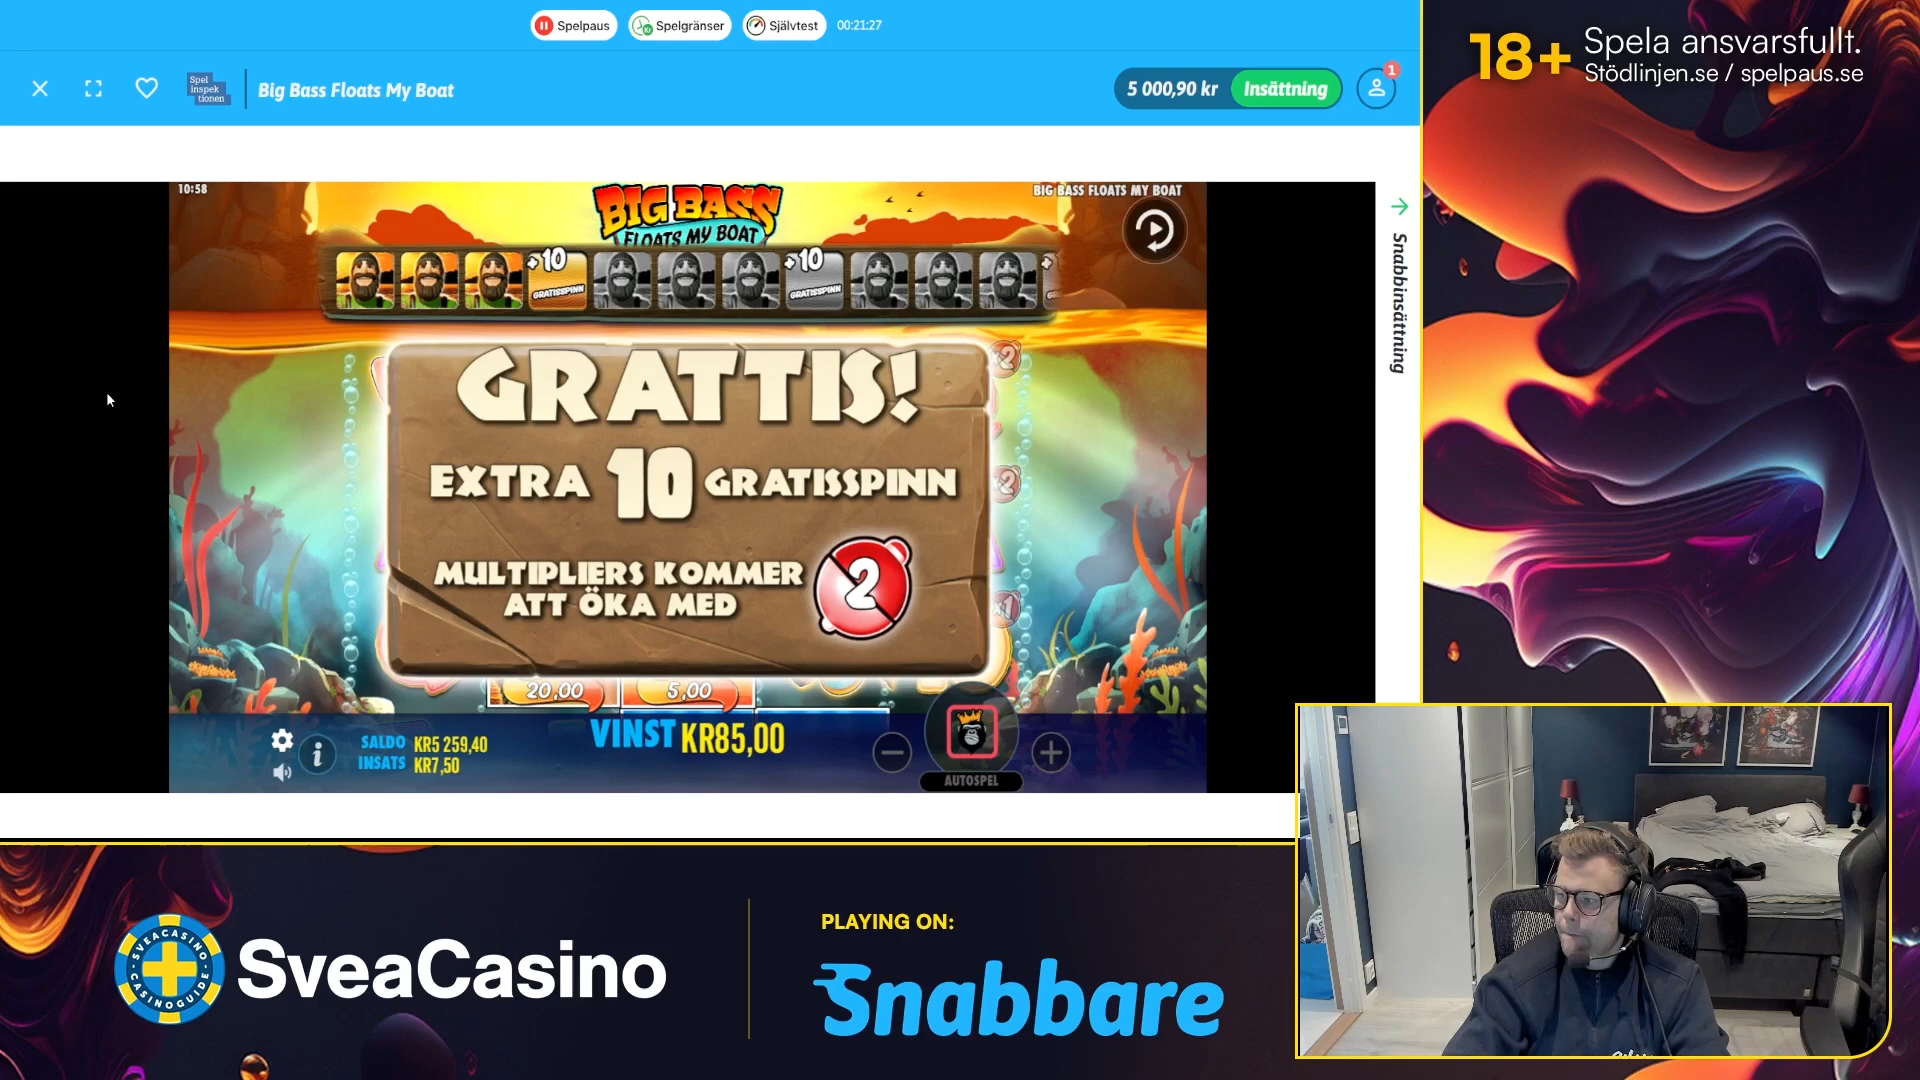 Spelpaus
Spelgränser
Självtest
00:21:27
18+
Spela ansvarsfullt.
Stödlinjen.se / spelpaus.se
Spel
inspek
tionen
Big Bass Floats My Boat
5 000,90 kr
Insättning
1
10:58
BIG BASS
FLOATS MY BOAT
BIG BASS FLOATS MY BOAT
Snabbinsättning
+10
GRATISSPINN
+10
GRATISSPINN
GRATTIS!
EXTRA 10 GRATISSPINN
MULTIPLIERS KOMMER
ATT ÖKA MED
2
20,00
5,00
SALDO KR5 259,40
INSATS KR7,50
VINST KR85,00
AUTOSPEL
SVEACASINO
CASINOGUIDE
SveaCasino
PLAYING ON:
Snabbare